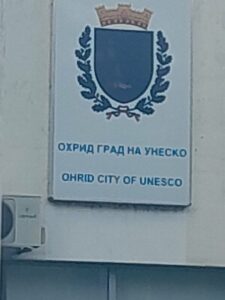 ОХРИД ГРАД НА УНЕСКО
OHRID CITY OF UNESCO